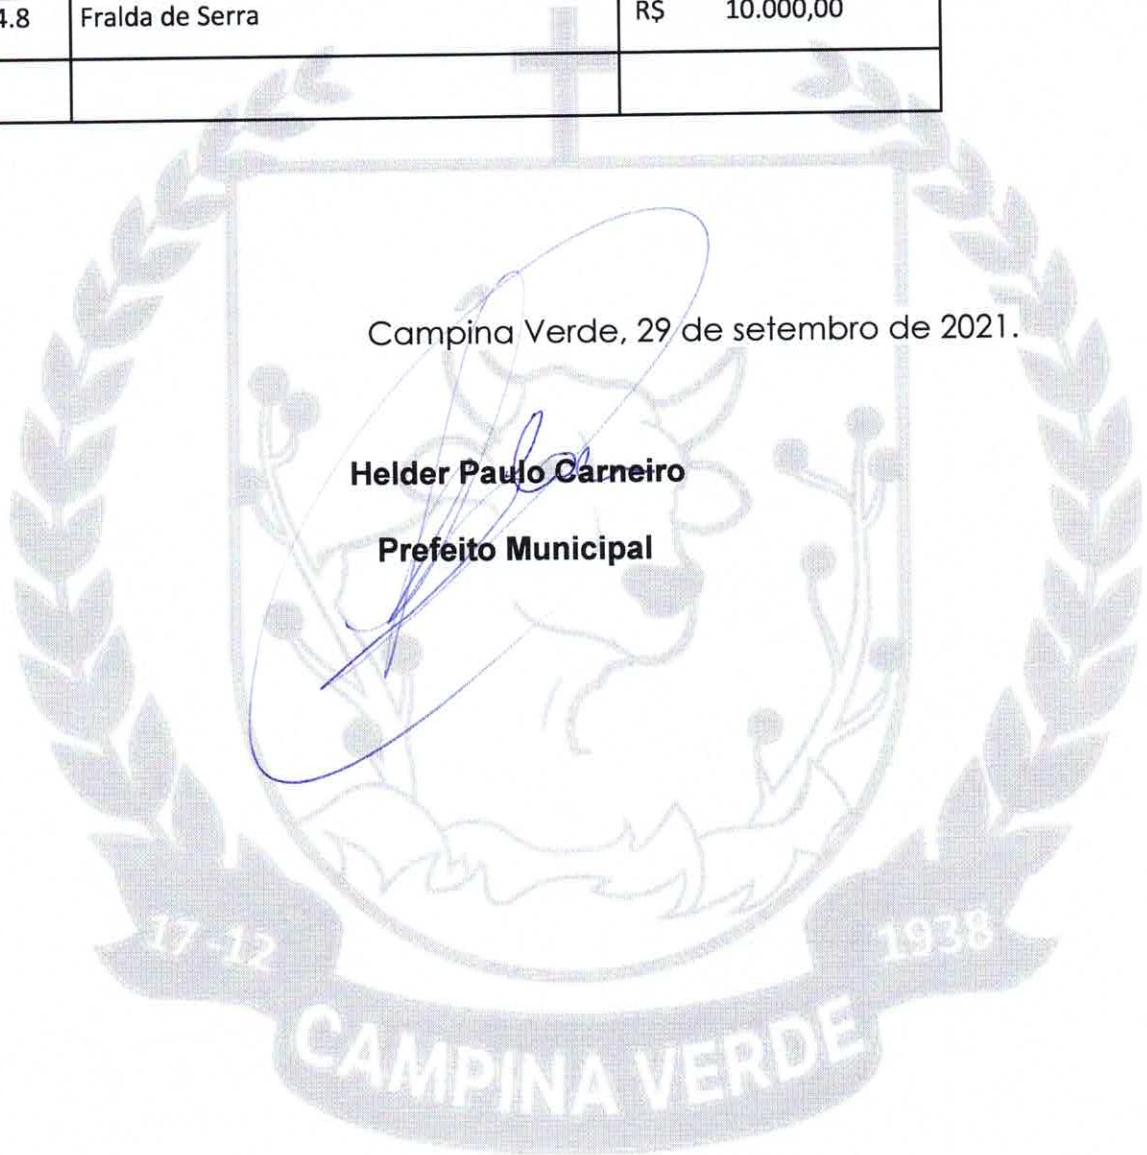 4.8 Fralda de Serra R$ 10.000,00
Campina Verde, 29 de setembro de 2021.
Helder Paulo Carneiro
Prefeito Municipal
17-12 1938
CAMPINA VERDE